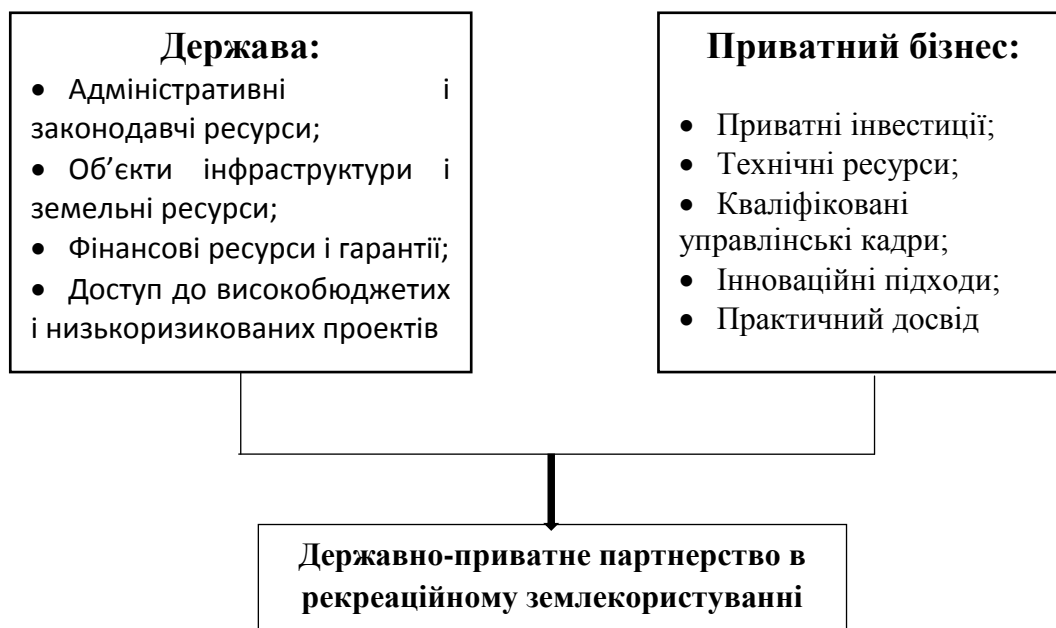 Держава:
• Адміністративні і
законодавчі ресурси;
• Об’єкти інфраструктури і
земельні ресурси;
• Фінансові ресурси і гарантії;
• Доступ до високобюджетих
і низькоризикованих проектів
Приватний бізнес:
• Приватні інвестиції;
• Технічні ресурси;
• Кваліфіковані
управлінські кадри;
• Інноваційні підходи;
• Практичний досвід
Державно-приватне партнерство в
рекреаційному землекористуванні